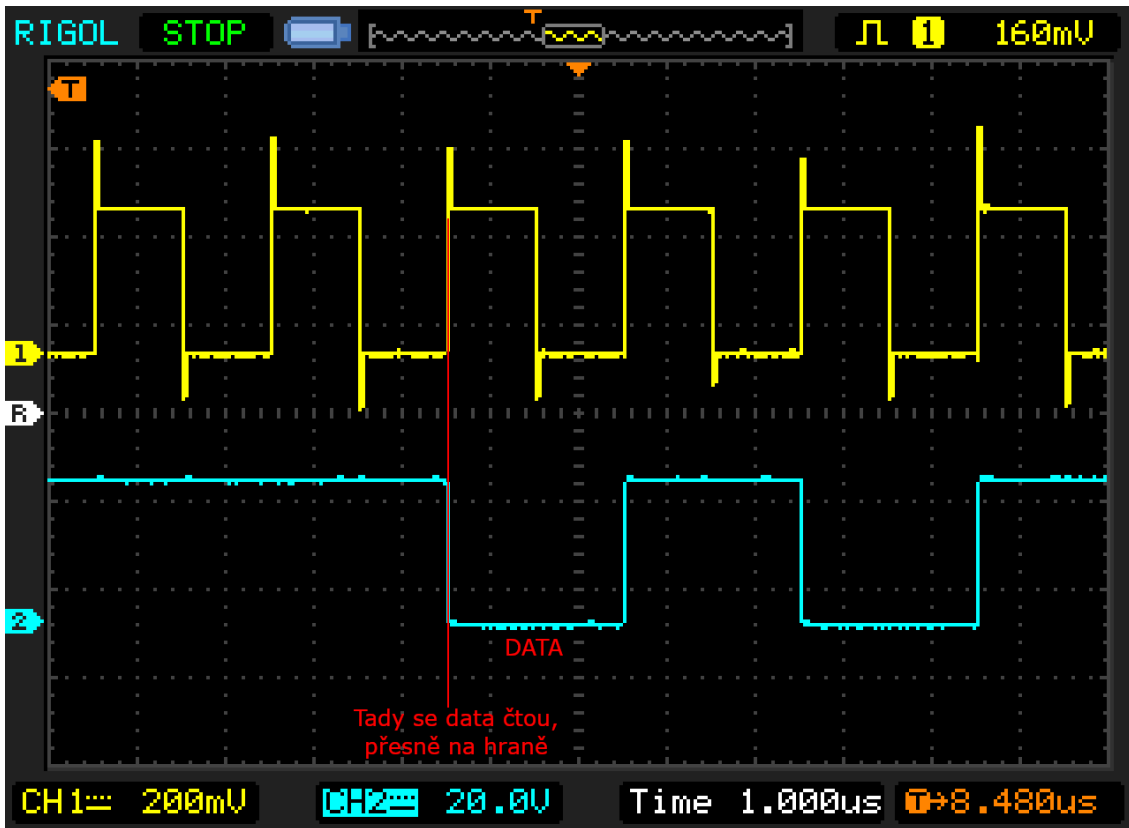 RIGOL STOP T 1 160mV
T
1
R
2
DATA
Tady se data čtou,
přesně na hraně
CH1 200mV CH2 20.0V Time 1.000us T→8.480us